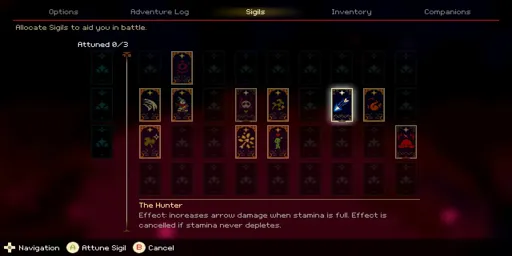 Options Adventure Log Sigils Inventory Companions
Allocate Sigils to aid you in battle.
Attuned 0/3
The Hunter
Effect: increases arrow damage when stamina is full. Effect is
cancelled if stamina never depletes.
Navigation A Attune Sigil B Cancel